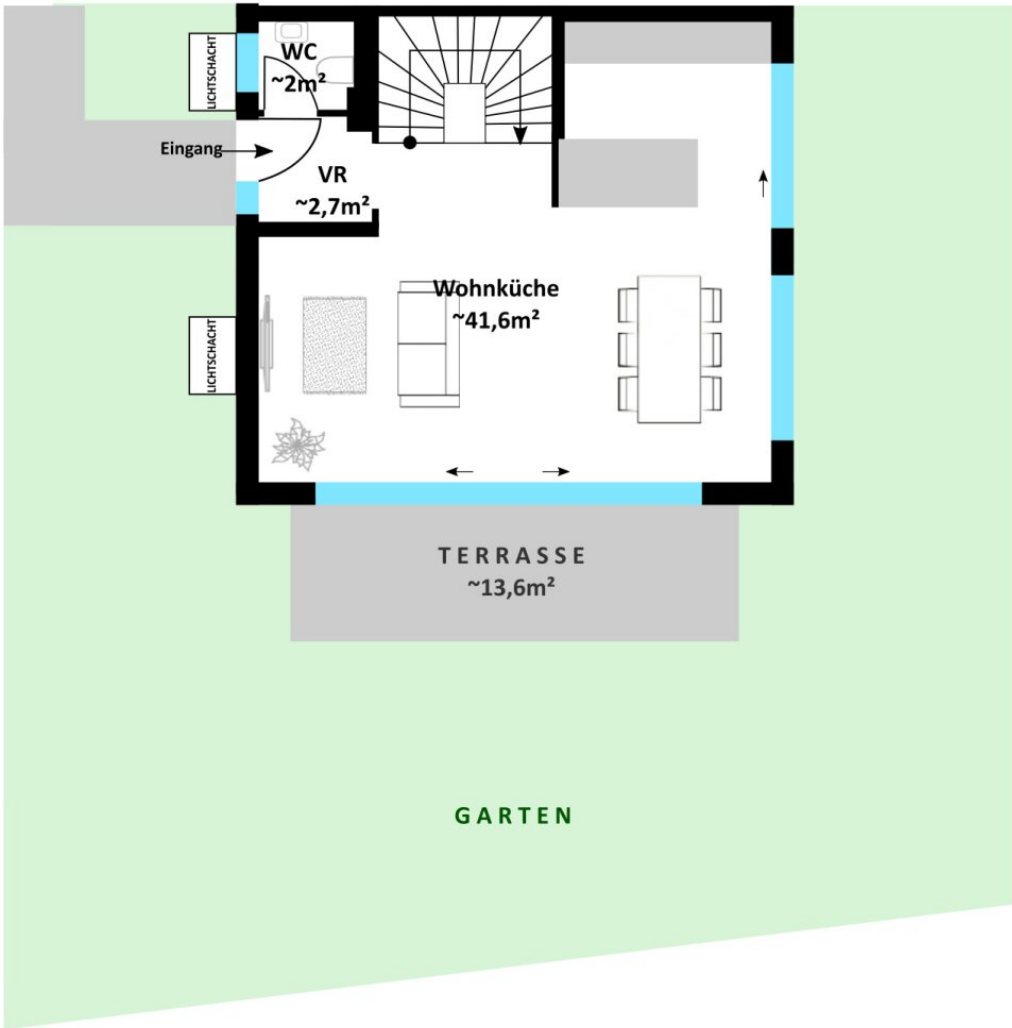 LICHTSCHACHT
WC
~2m²
Eingang
VR
~2,7m²
Wohnküche
~41,6m²
LICHTSCHACHT
TERRASSE
~13,6m²
GARTEN